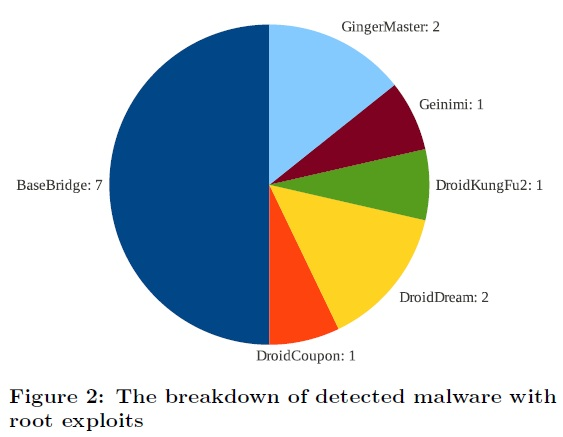 GingerMaster: 2
Geinimi: 1
BaseBridge: 7
DroidKungFu2: 1
DroidDream: 2
DroidCoupon: 1
Figure 2: The breakdown of detected malware with
root exploits